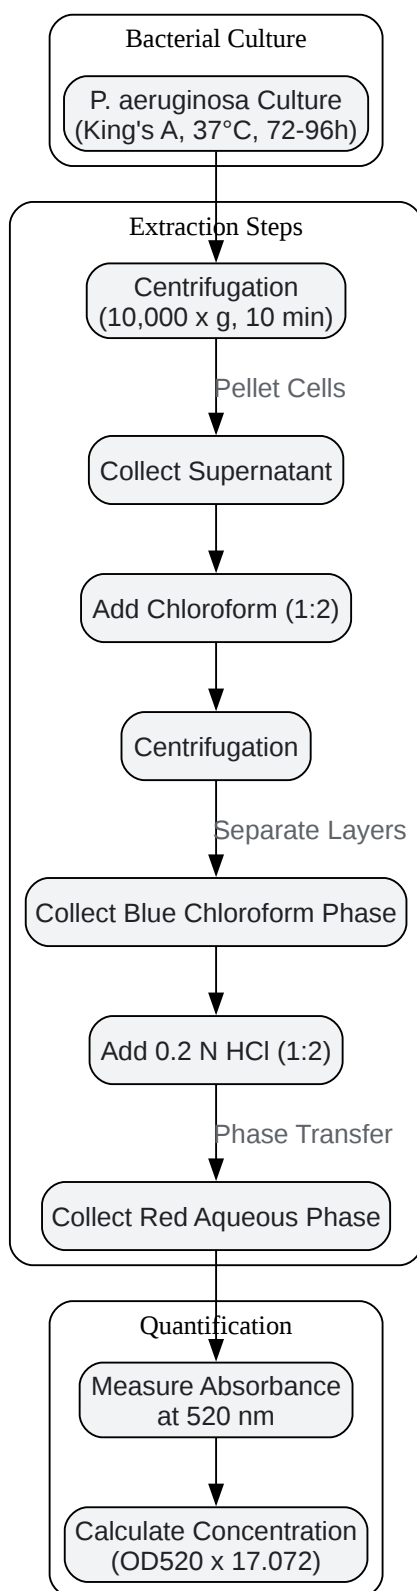 Bacterial Culture
P. aeruginosa Culture
(King's A, 37°C, 72-96h)
Extraction Steps
Centrifugation
(10,000 x g, 10 min)
Pellet Cells
Collect Supernatant
Add Chloroform (1:2)
Centrifugation
Separate Layers
Collect Blue Chloroform Phase
Add 0.2 N HCl (1:2)
Phase Transfer
Collect Red Aqueous Phase
Quantification
Measure Absorbance
at 520 nm
Calculate Concentration
(OD520 x 17.072)